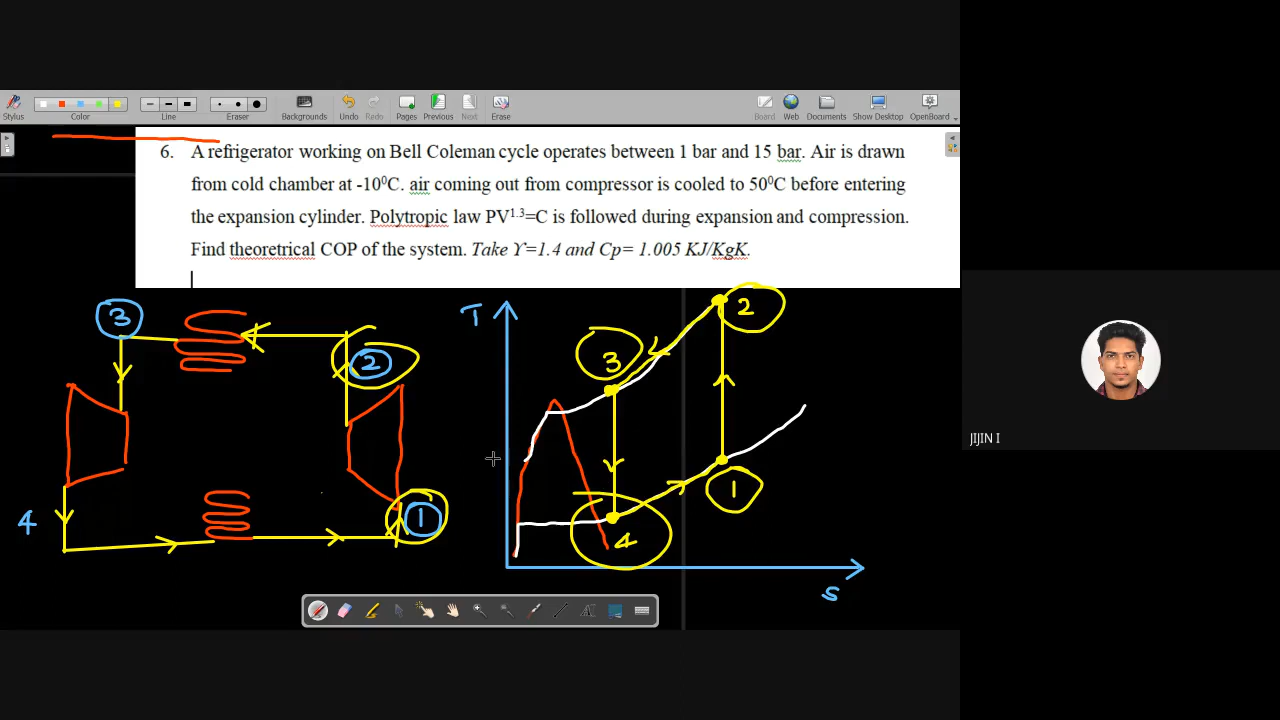 Color
Line
Eraser
Stylus Backgrounds Undo Redo Pages Previous Next Erase Board Web Documents Show Desktop OpenBoard
6. A refrigerator working on Bell Coleman cycle operates between 1 bar and 15 bar. Air is drawn
from cold chamber at -10⁰C. air coming out from compressor is cooled to 50⁰C before entering
the expansion cylinder. Polytropic law PV¹·³=C is followed during expansion and compression.
Find theoretrical COP of the system. Take ϒ=1.4 and Cp= 1.005 KJ/KgK.
3
2
1
4
T
2
3
1
4
s
JIJIN I